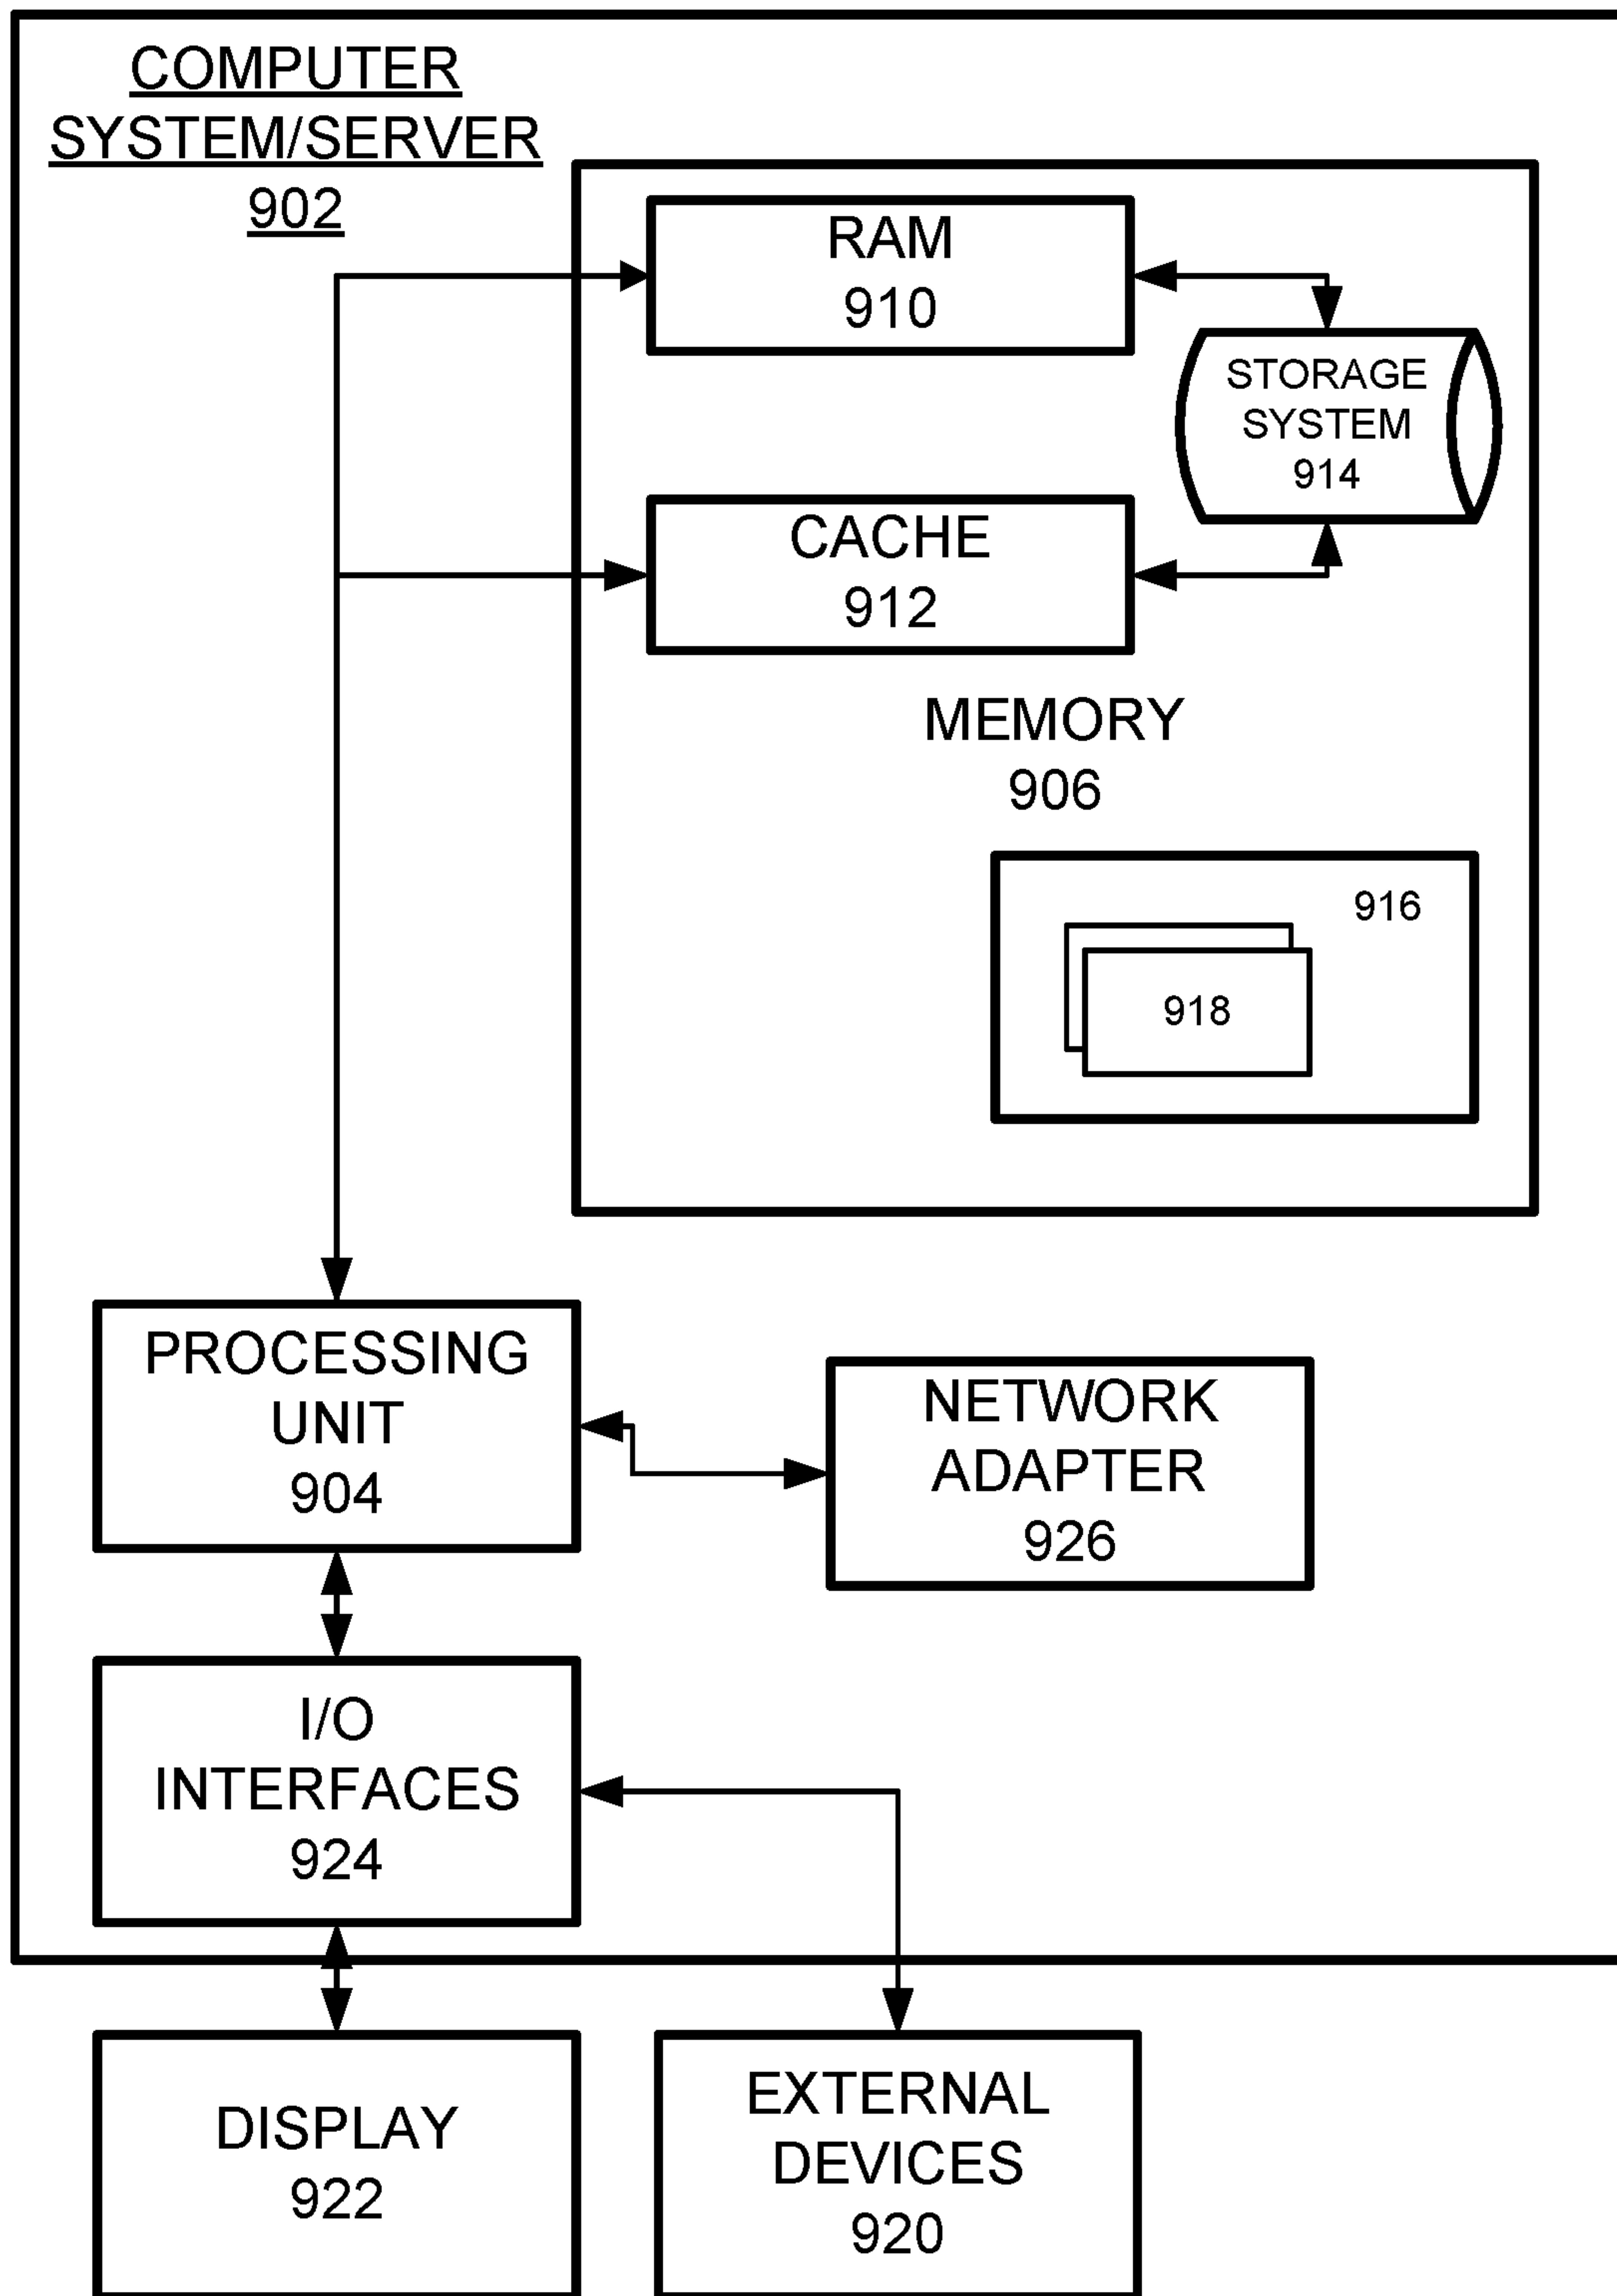 COMPUTER
SYSTEM/SERVER
902
RAM
910
STORAGE
SYSTEM
914
CACHE
912
MEMORY
906
916
918
PROCESSING
UNIT
904
NETWORK
ADAPTER
926
I/O
INTERFACES
924
DISPLAY
922
EXTERNAL
DEVICES
920